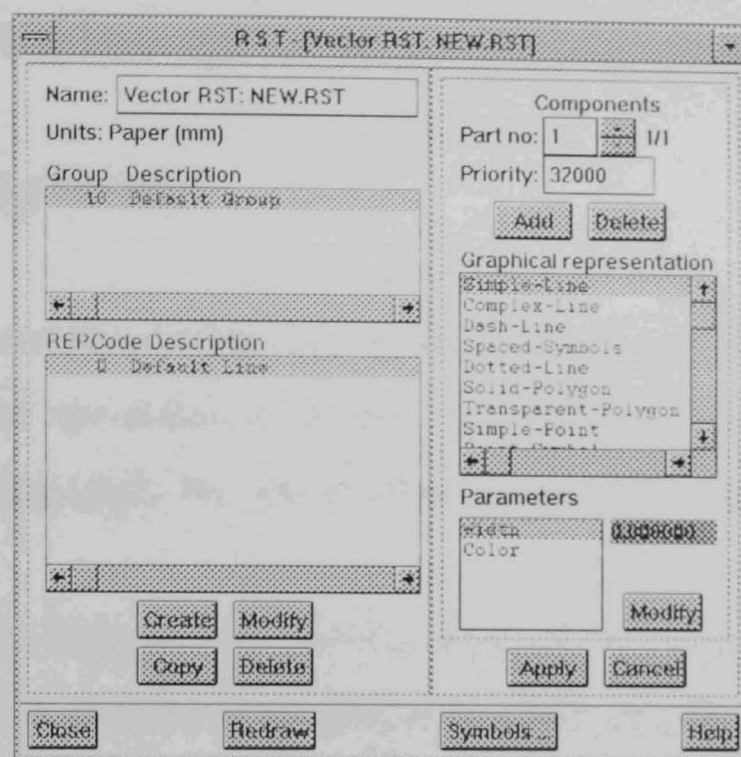 R S T - [Vector RST: NEW.RST]
Name: Vector RST: NEW.RST
Units: Paper (mm)
Group Description
10 Default Group
REPCode Description
0 Default Line
Create Modify
Copy Delete
Components
Part no: 1 1/1
Priority: 32000
Add Delete
Graphical representation
Simple-Line
Complex-Line
Dash-Line
Spaced-Symbols
Dotted-Line
Solid-Polygon
Transparent-Polygon
Simple-Point
Parameters
Width 0.000000
Color
Modify
Apply Cancel
Close Redraw Symbols ... Help